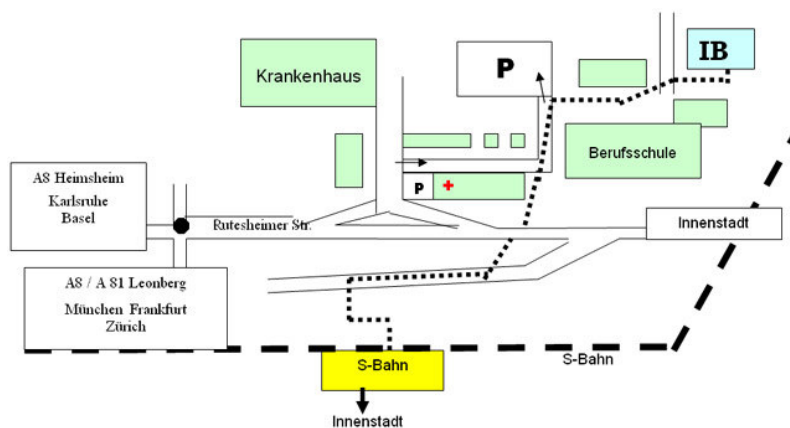 IB
P
Krankenhaus
Berufsschule
A8 Heimsheim
Karlsruhe
Basel
P
Rutesheimer Str.
Innenstadt
A8 / A 81 Leonberg
München Frankfurt
Zürich
S-Bahn
S-Bahn
Innenstadt